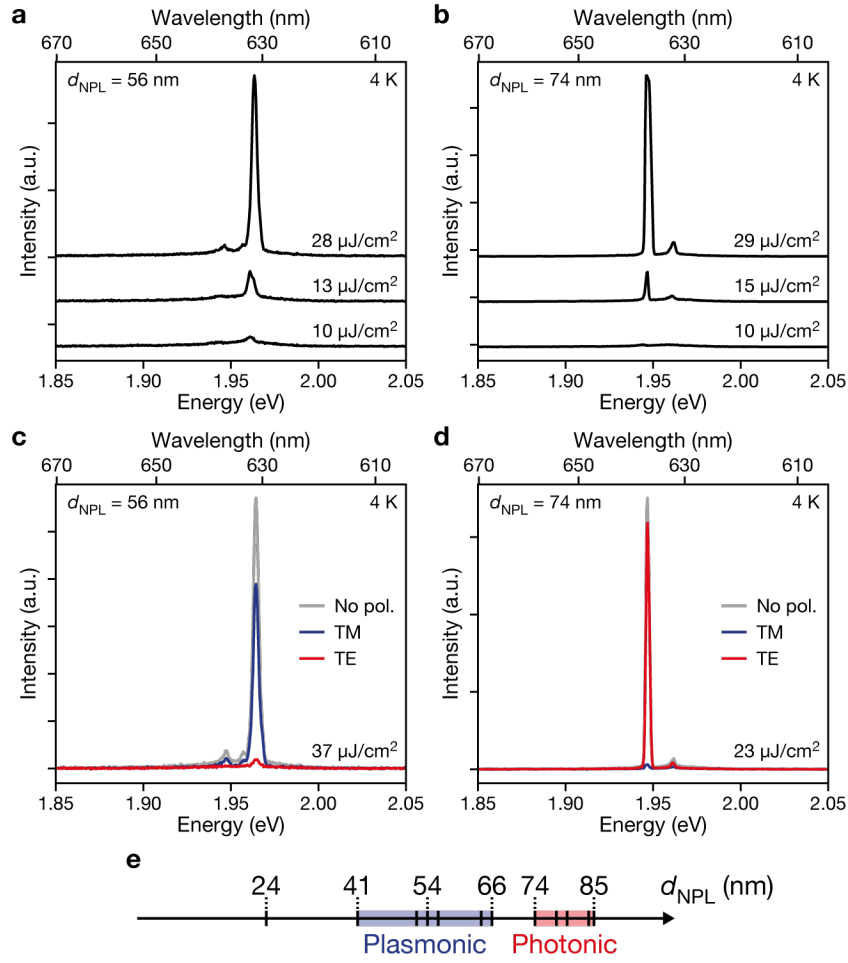 a
Wavelength (nm)
670 650 630 610
d_NPL = 56 nm
4 K
28 µJ/cm²
13 µJ/cm²
10 µJ/cm²
Intensity (a.u.)
1.85 1.90 1.95 2.00 2.05
Energy (eV)
b
Wavelength (nm)
670 650 630 610
d_NPL = 74 nm
4 K
29 µJ/cm²
15 µJ/cm²
10 µJ/cm²
Intensity (a.u.)
1.85 1.90 1.95 2.00 2.05
Energy (eV)
c
Wavelength (nm)
670 650 630 610
d_NPL = 56 nm
4 K
No pol.
TM
TE
37 µJ/cm²
Intensity (a.u.)
1.85 1.90 1.95 2.00 2.05
Energy (eV)
d
Wavelength (nm)
670 650 630 610
d_NPL = 74 nm
4 K
No pol.
TM
TE
23 µJ/cm²
Intensity (a.u.)
1.85 1.90 1.95 2.00 2.05
Energy (eV)
e
24 41 54 66 74 85 d_NPL (nm)
Plasmonic Photonic